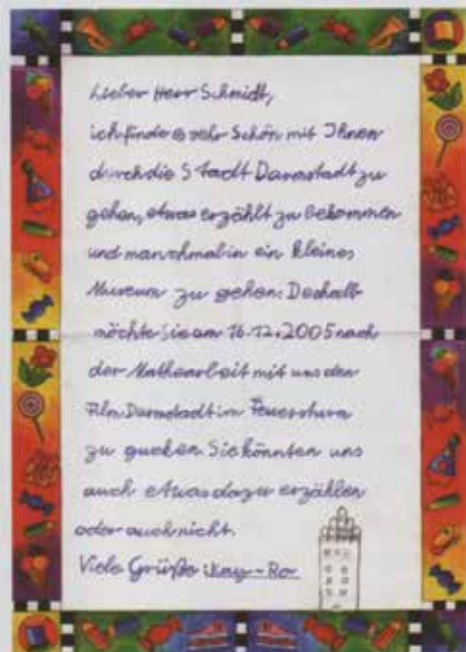 Lieber Herr Schmidt,
ich finde es sehr Schön mit Ihnen
durch die Stadt Darmstadt zu
gehen, etwas erzählt zu bekommen
und manchmal in ein kleines
Museum zu gehen. Deshalb
möchte Sie am 16.12.2005 nach
der Mathearbeit mit uns den
Film Darmstadt im Feuersturm
zu gucken. Sie könnten uns
auch etwas dazu erzählen
oder auch nicht.
Viele Grüße